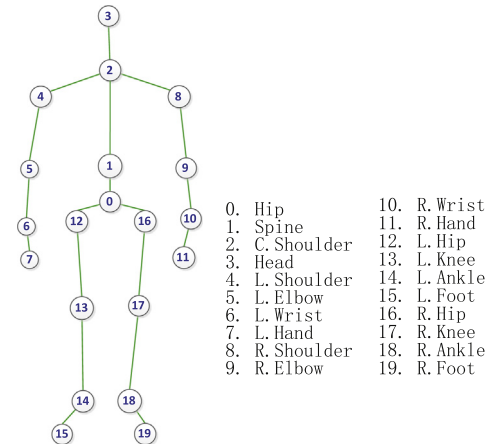 3
2
4
8
1
5
9
0
12
16
6
10
7
11
13
17
14
18
15
19
0. Hip
1. Spine
2. C.Shoulder
3. Head
4. L.Shoulder
5. L.Elbow
6. L.Wrist
7. L.Hand
8. R.Shoulder
9. R.Elbow
10. R.Wrist
11. R.Hand
12. L.Hip
13. L.Knee
14. L.Ankle
15. L.Foot
16. R.Hip
17. R.Knee
18. R.Ankle
19. R.Foot